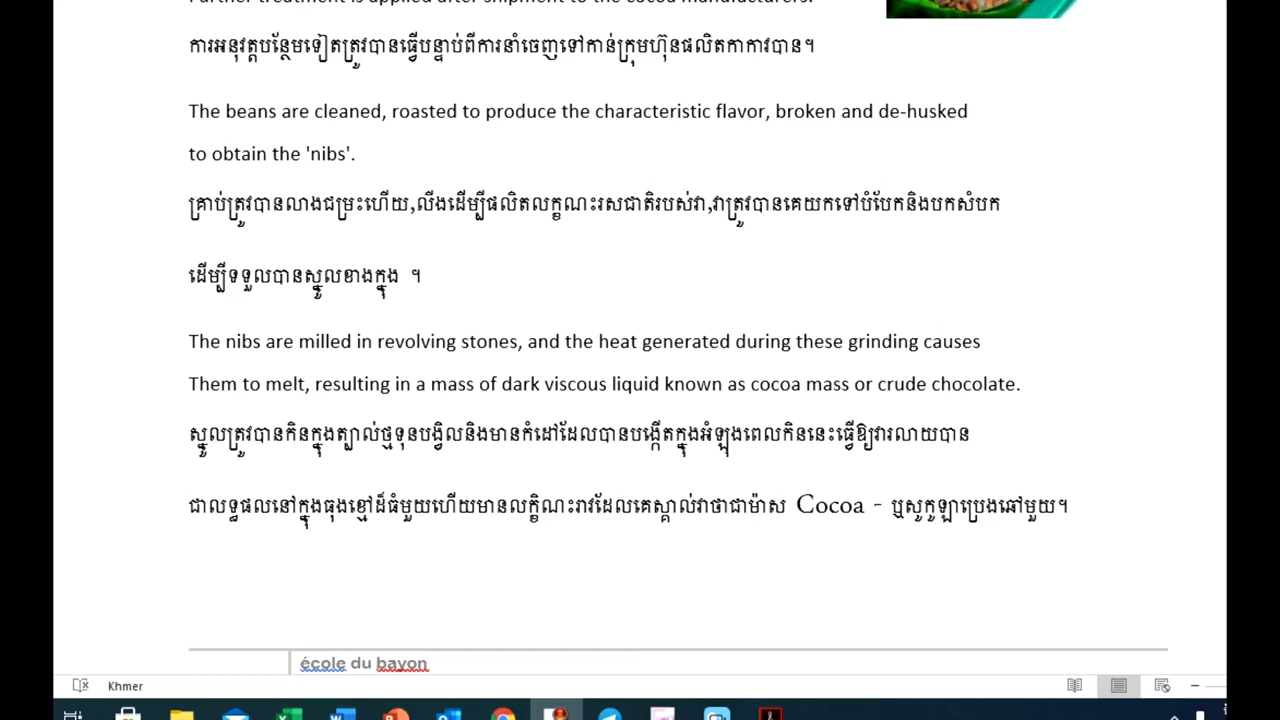 Further treatment is applied after shipment to the cocoa manufacturers.
ការអនុវត្តបន្ថែមទៀតត្រូវបានធ្វើបន្ទាប់ពីការនាំចេញទៅកាន់ក្រុមហ៊ុនផលិតកាកាវបាន។
The beans are cleaned, roasted to produce the characteristic flavor, broken and de-husked
to obtain the 'nibs'.
គ្រាប់ត្រូវបានលាងជម្រះហើយ,លីងដើម្បីផលិតលក្ខណះរសជាតិរបស់វា,វាត្រូវបានគេយកទៅបំបែកនិងបកសំបក
ដើម្បីទទួលបានស្នូលខាងក្នុង ។
The nibs are milled in revolving stones, and the heat generated during these grinding causes
Them to melt, resulting in a mass of dark viscous liquid known as cocoa mass or crude chocolate.
ស្នូលត្រូវបានកិនក្នុងត្បាល់ថ្មទុនបង្វិលនិងមានកំដៅដែលបានបង្កើតក្នុងអំឡុងពេលកិននេះធ្វើឱ្យវារលាយបាន
ជាលទ្ធផលនៅក្នុងធុងខ្មៅដ៏ធំមួយហើយមានលក្ខិណះរាវដែលគេស្គាល់វាថាជាម៉ាស Cocoa - ឬសូកូឡាប្រេងឆៅមួយ។
école du bayon
Khmer